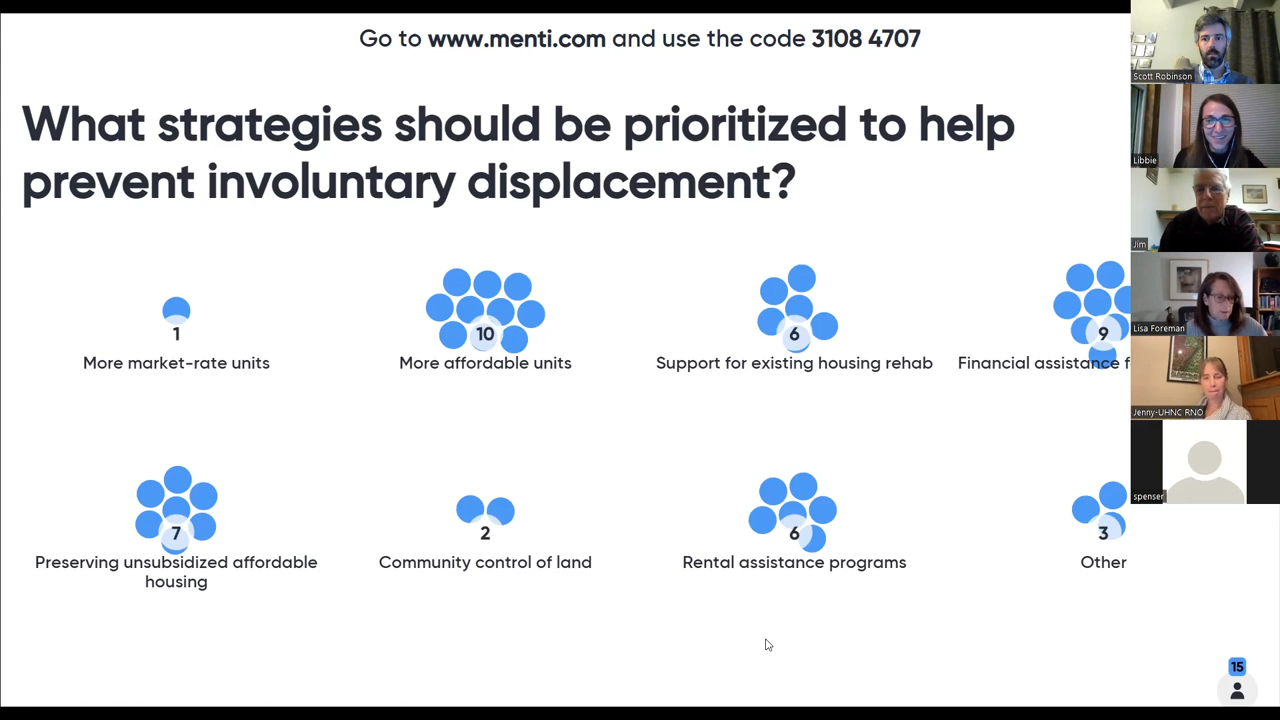 Go to www.menti.com and use the code 3108 4707
What strategies should be prioritized to help
prevent involuntary displacement?
1
More market-rate units
10
More affordable units
6
Support for existing housing rehab
9
Financial assistance f
7
Preserving unsubsidized affordable
housing
2
Community control of land
6
Rental assistance programs
3
Other
15
Scott Robinson
Libbie
Jim
Lisa Foreman
Jenny-UHNC RNO
spenser